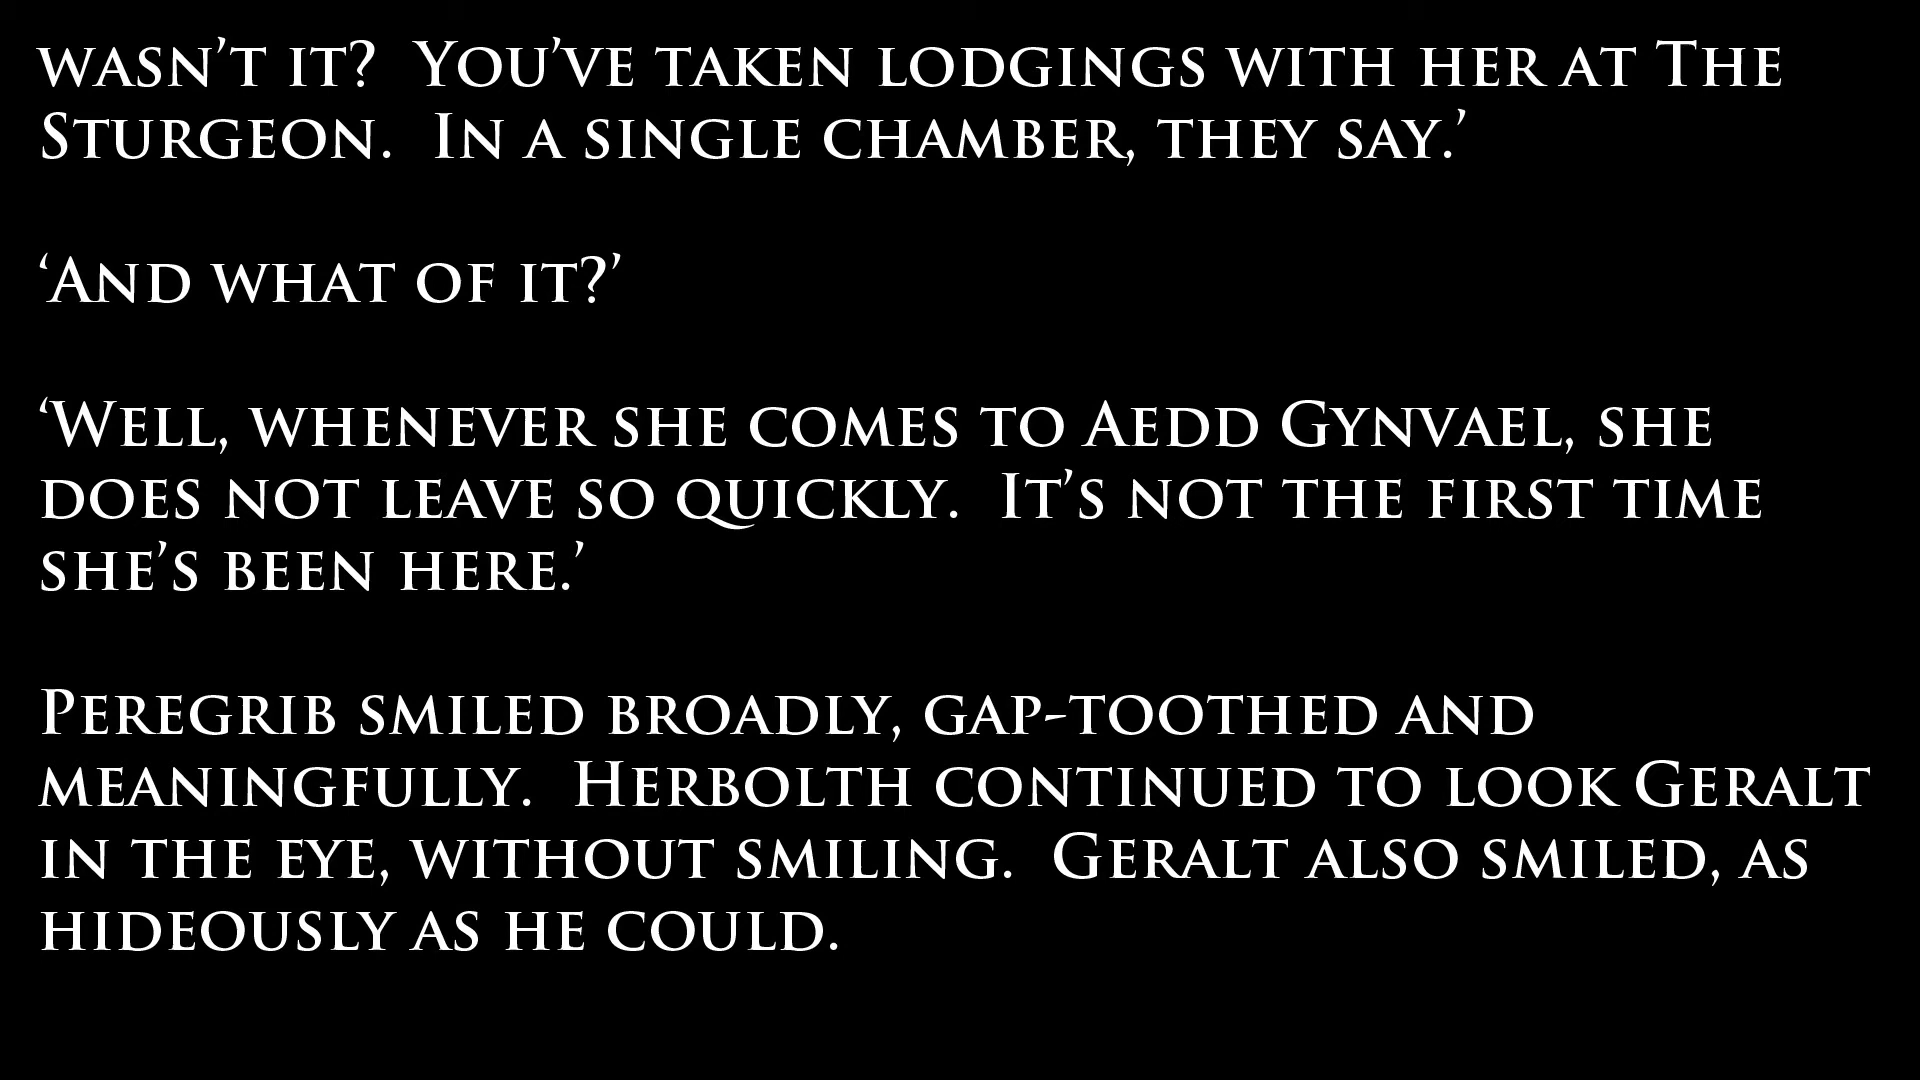 wasn’t it?  You’ve taken lodgings with her at The
Sturgeon.  In a single chamber, they say.’
‘And what of it?’
‘Well, whenever she comes to Aedd Gynvael, she
does not leave so quickly.  It’s not the first time
she’s been here.’
Peregrib smiled broadly, gap-toothed and
meaningfully.  Herbolth continued to look Geralt
in the eye, without smiling.  Geralt also smiled, as
hideously as he could.